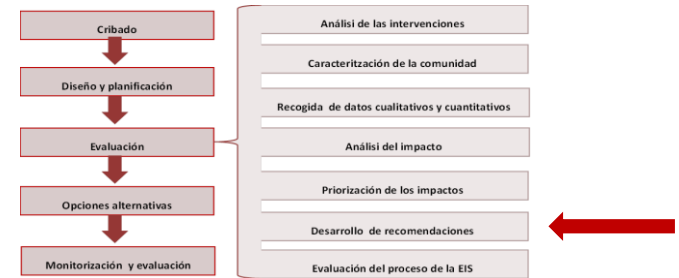 Cribado
Diseño y planificación
Evaluación
Opciones alternativas
Monitorización y evaluación
Análisi de las intervenciones
Caracteritzación de la comunidad
Recogida de datos cualitativos y cuantitativos
Análisi del impacto
Priorización de los impactos
Desarrollo de recomendaciones
Evaluación del proceso de la EIS